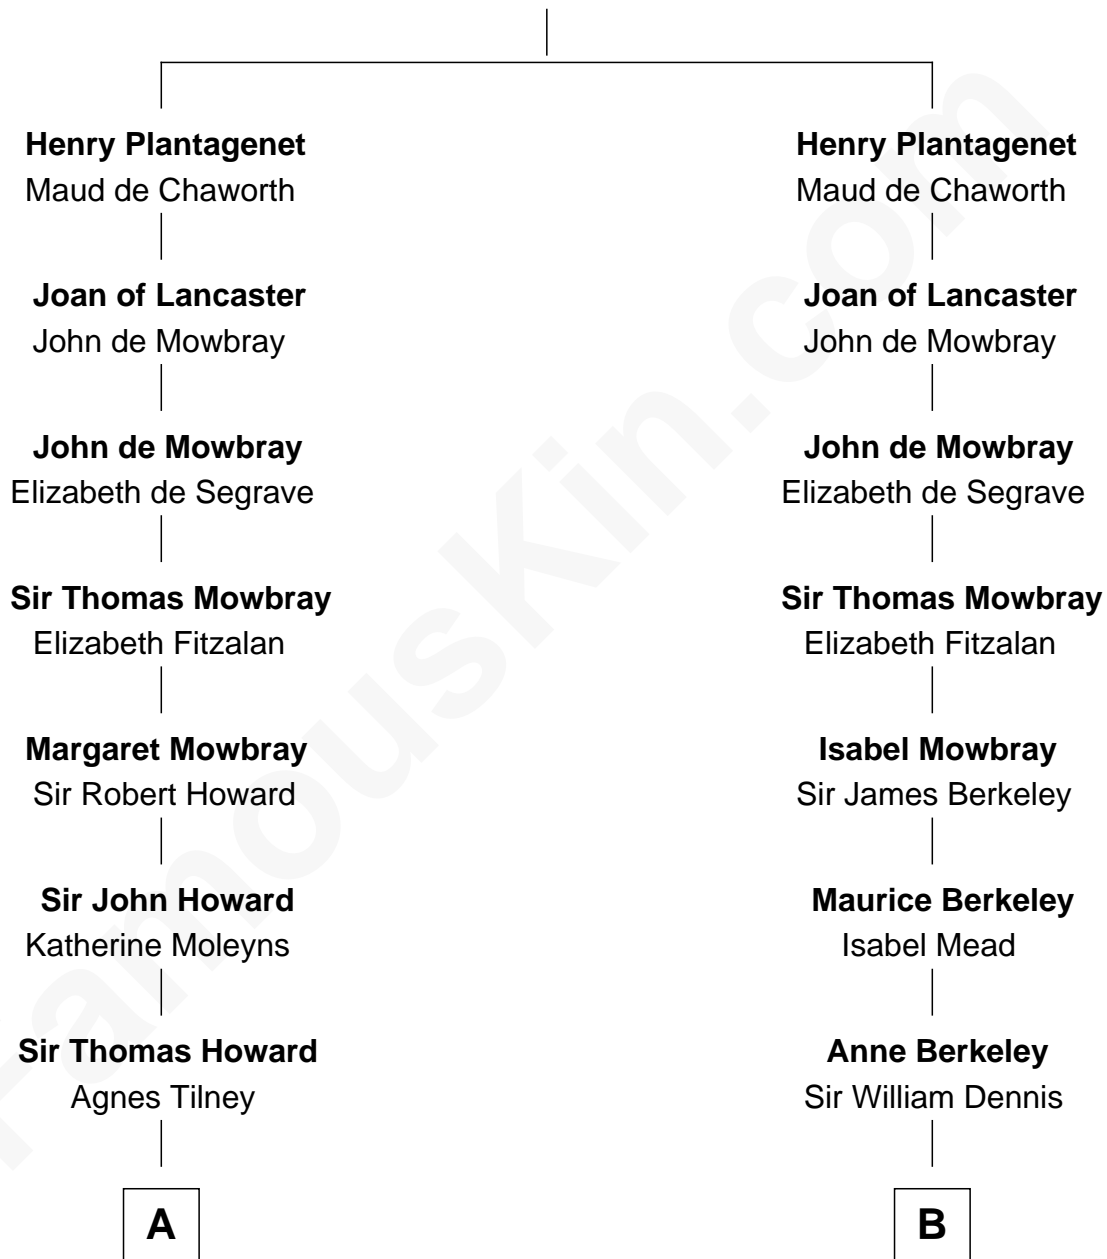 Henry Plantagenet
Maud de Chaworth
Joan of Lancaster
John de Mowbray
John de Mowbray
Elizabeth de Segrave
Sir Thomas Mowbray
Elizabeth Fitzalan
Margaret Mowbray
Sir Robert Howard
Sir John Howard
Katherine Moleyns
Sir Thomas Howard
Agnes Tilney
A
Henry Plantagenet
Maud de Chaworth
Joan of Lancaster
John de Mowbray
John de Mowbray
Elizabeth de Segrave
Sir Thomas Mowbray
Elizabeth Fitzalan
Isabel Mowbray
Sir James Berkeley
Maurice Berkeley
Isabel Mead
Anne Berkeley
Sir William Dennis
B
FamousKin.com